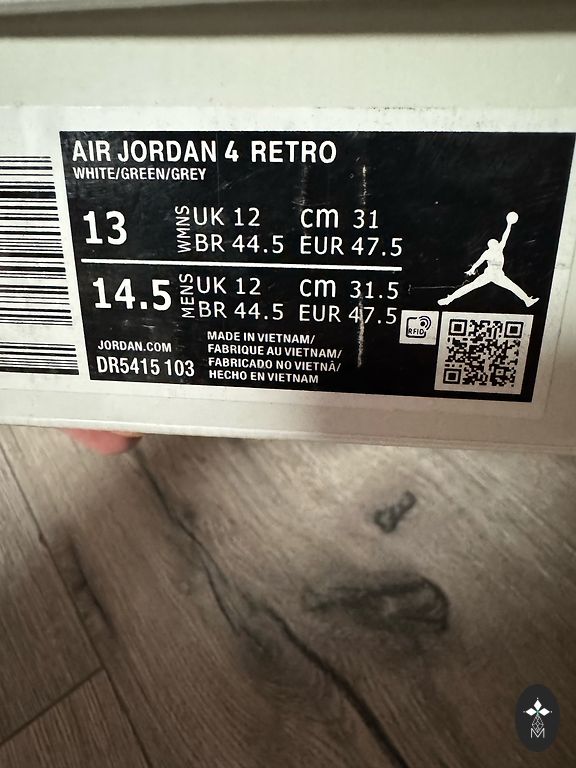 AIR JORDAN 4 RETRO
WHITE/GREEN/GREY
13 WMNS UK 12 cm 31
BR 44.5 EUR 47.5
14.5 MENS UK 12 cm 31.5
BR 44.5 EUR 47.5
RFID
JORDAN.COM
DR5415 103
MADE IN VIETNAM/
FABRIQUE AU VIETNAM/
FABRICADO NO VIETNÃ/
HECHO EN VIETNAM
M